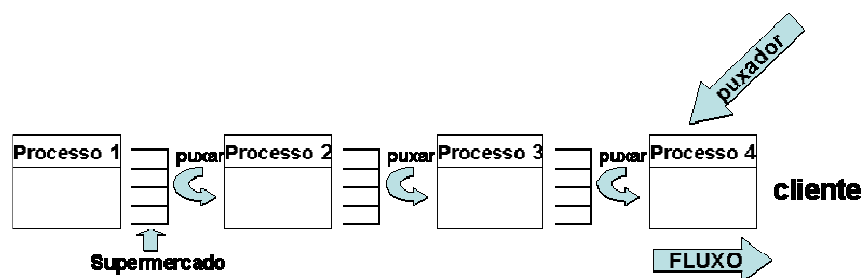 puxador
Processo 1
puxar
Processo 2
puxar
Processo 3
puxar
Processo 4
cliente
Supermercado
FLUXO